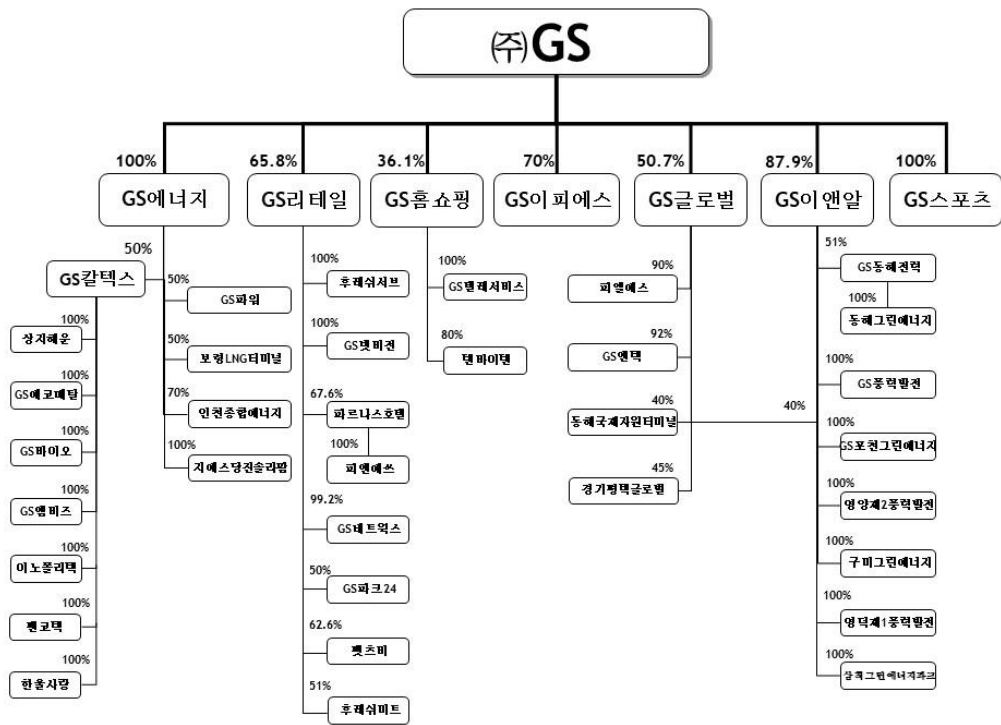 ㈜GS
100%
GS에너지
65.8%
GS리테일
36.1%
GS홈쇼핑
70%
GS이피에스
50.7%
GS글로벌
87.9%
GS이앤알
100%
GS스포츠
50%
GS칼텍스
100%
상지해운
100%
GS에코메탈
100%
GS바이오
100%
GS엠비즈
100%
이노폴리텍
100%
팬코텍
100%
한울사랑
50%
GS파워
50%
보령LNG터미널
70%
인천종합에너지
100%
지에스당진솔라팜
100%
후레쉬서브
100%
GS넷비전
67.6%
파르나스호텔
100%
피앤에쓰
99.2%
GS네트웍스
50%
GS파크24
62.6%
펫츠비
51%
후레쉬미트
100%
GS텔레서비스
80%
텐바이텐
90%
피엘에스
92%
GS엔텍
40%
동해국제자원터미널
40%
45%
경기평택글로벌
51%
GS동해전력
100%
동해그린에너지
100%
GS풍력발전
100%
GS포천그린에너지
100%
영양제2풍력발전
100%
구미그린에너지
100%
영덕제1풍력발전
100%
삼척그린에너지파크